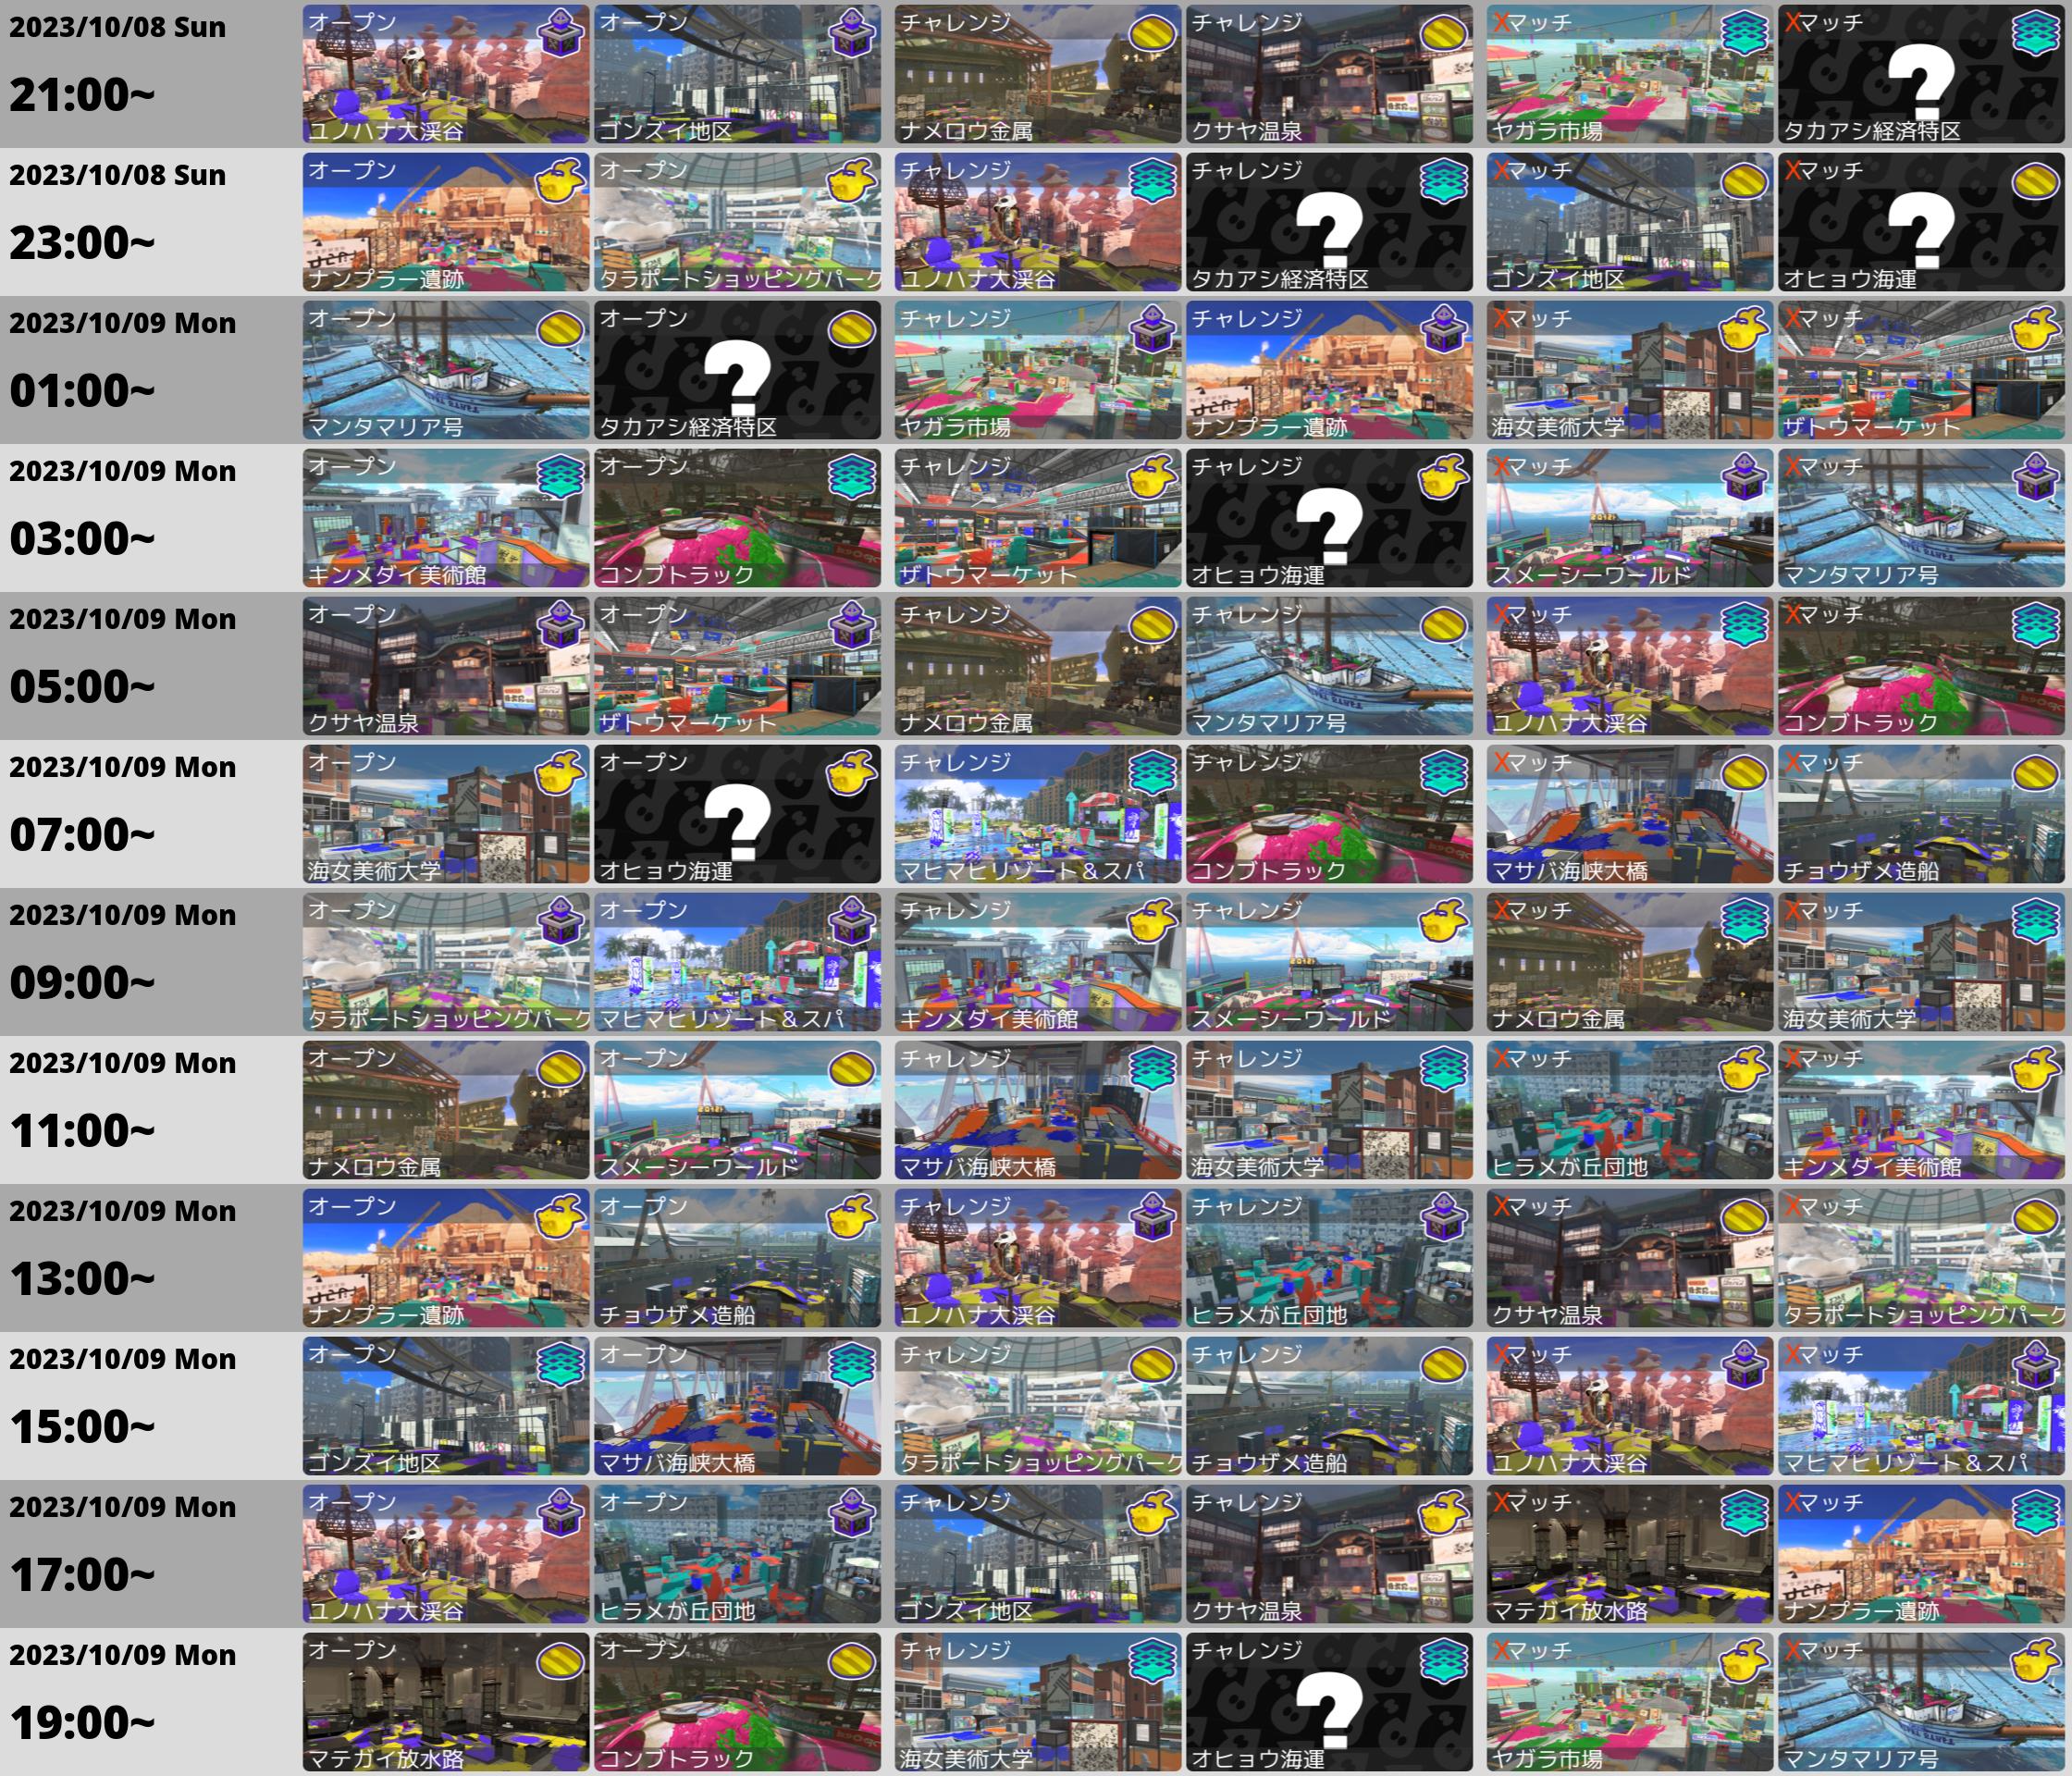 2023/10/08 Sun
21:00~
オープン オープン チャレンジ チャレンジ Xマッチ Xマッチ
ユノハナ大渓谷 ゴンズイ地区 ナメロウ金属 クサヤ温泉 ヤガラ市場 タカアシ経済特区
2023/10/08 Sun
23:00~
オープン オープン チャレンジ チャレンジ Xマッチ Xマッチ
ナンプラー遺跡 タラポートショッピングパーク ユノハナ大渓谷 タカアシ経済特区 ゴンズイ地区 オヒョウ海運
2023/10/09 Mon
01:00~
オープン オープン チャレンジ チャレンジ Xマッチ Xマッチ
マンタマリア号 タカアシ経済特区 ヤガラ市場 ナンプラー遺跡 海女美術大学 ザトウマーケット
2023/10/09 Mon
03:00~
オープン オープン チャレンジ チャレンジ Xマッチ Xマッチ
キンメダイ美術館 コンブトラック ザトウマーケット オヒョウ海運 スメーシーワールド マンタマリア号
2023/10/09 Mon
05:00~
オープン オープン チャレンジ チャレンジ Xマッチ Xマッチ
クサヤ温泉 ザトウマーケット ナメロウ金属 マンタマリア号 ユノハナ大渓谷 コンブトラック
2023/10/09 Mon
07:00~
オープン オープン チャレンジ チャレンジ Xマッチ Xマッチ
海女美術大学 オヒョウ海運 マヒマヒリゾート&スパ コンブトラック マサバ海峡大橋 チョウザメ造船
2023/10/09 Mon
09:00~
オープン オープン チャレンジ チャレンジ Xマッチ Xマッチ
タラポートショッピングパーク マヒマヒリゾート&スパ キンメダイ美術館 スメーシーワールド ナメロウ金属 海女美術大学
2023/10/09 Mon
11:00~
オープン オープン チャレンジ チャレンジ Xマッチ Xマッチ
ナメロウ金属 スメーシーワールド マサバ海峡大橋 海女美術大学 ヒラメが丘団地 キンメダイ美術館
2023/10/09 Mon
13:00~
オープン オープン チャレンジ チャレンジ Xマッチ Xマッチ
ナンプラー遺跡 チョウザメ造船 ユノハナ大渓谷 ヒラメが丘団地 クサヤ温泉 タラポートショッピングパーク
2023/10/09 Mon
15:00~
オープン オープン チャレンジ チャレンジ Xマッチ Xマッチ
ゴンズイ地区 マサバ海峡大橋 タラポートショッピングパーク チョウザメ造船 ユノハナ大渓谷 マヒマヒリゾート&スパ
2023/10/09 Mon
17:00~
オープン オープン チャレンジ チャレンジ Xマッチ Xマッチ
ユノハナ大渓谷 ヒラメが丘団地 ゴンズイ地区 クサヤ温泉 マテガイ放水路 ナンプラー遺跡
2023/10/09 Mon
19:00~
オープン オープン チャレンジ チャレンジ Xマッチ Xマッチ
マテガイ放水路 コンブトラック 海女美術大学 オヒョウ海運 ヤガラ市場 マンタマリア号